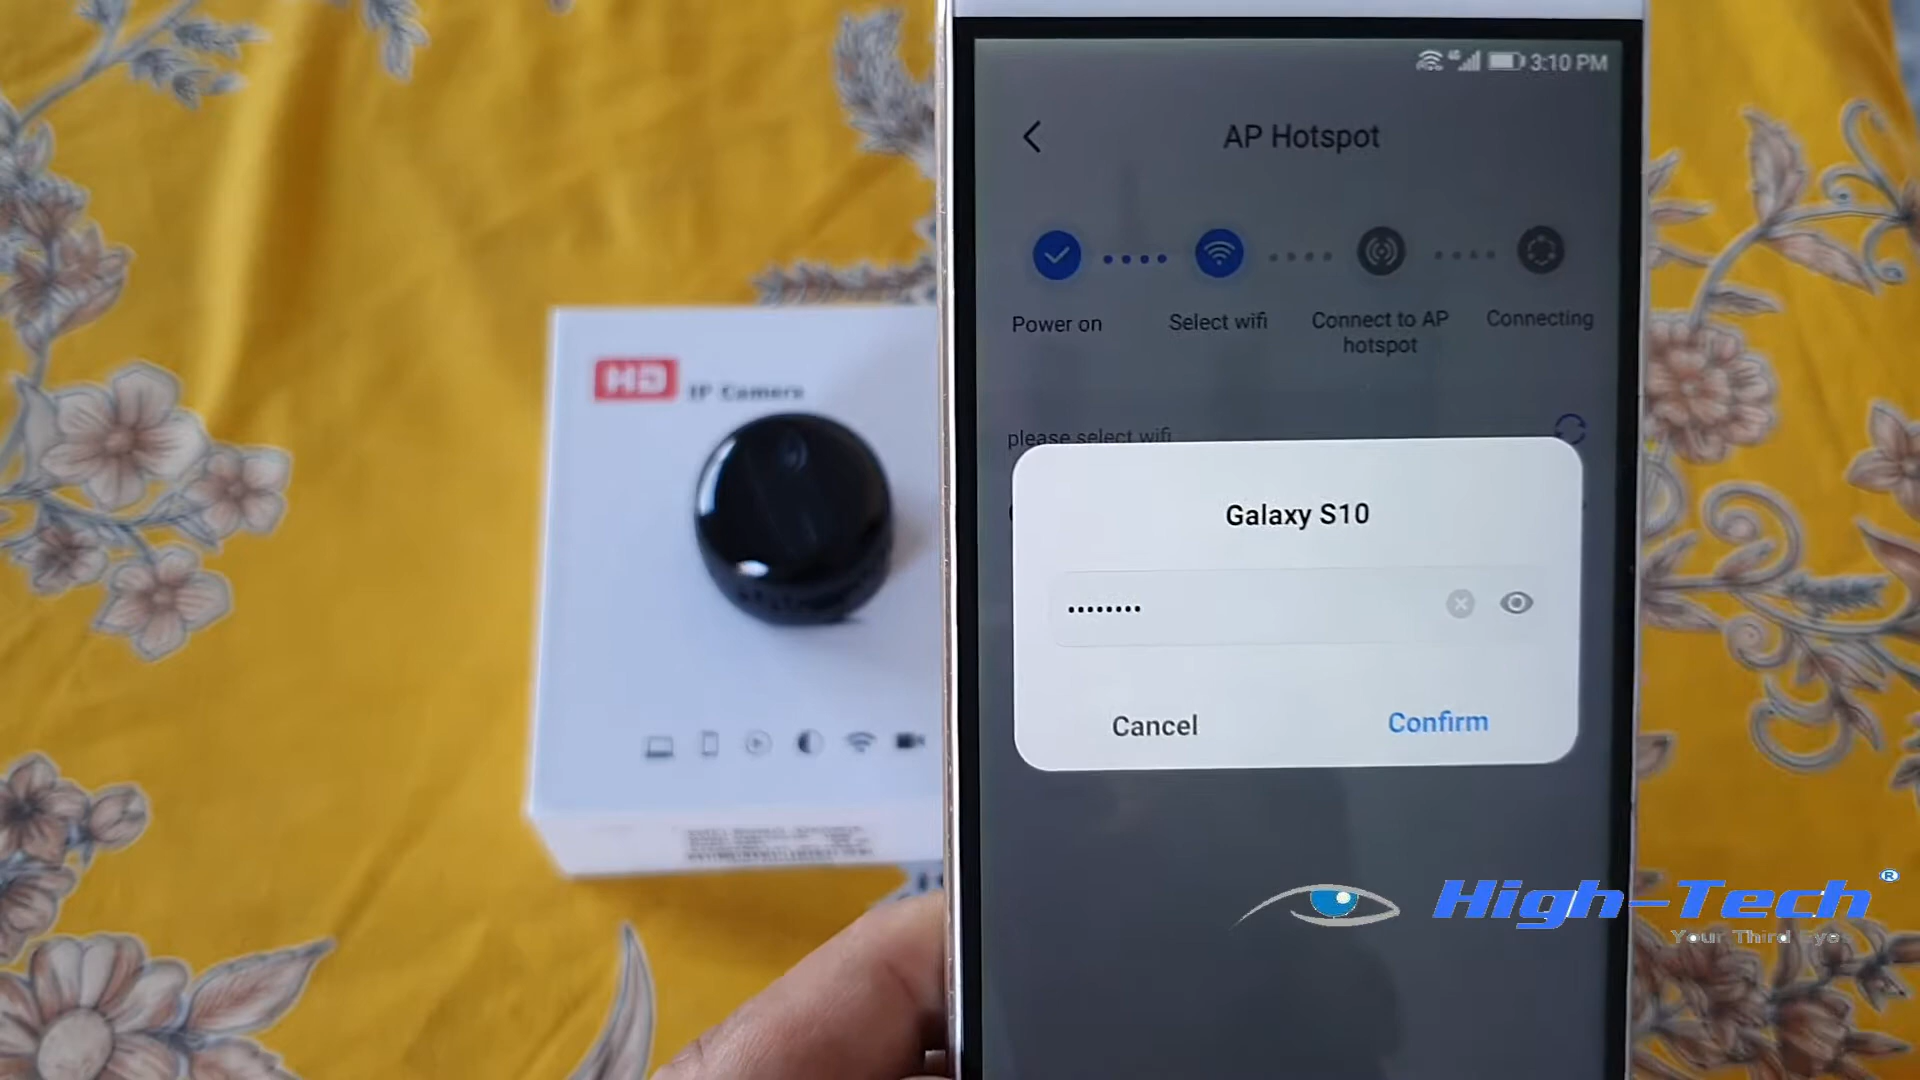 3:10 PM
AP Hotspot
Power on
Select wifi
Connect to AP
hotspot
Connecting
please select wifi
Galaxy S10
••••••••
Cancel
Confirm
HD IP Camera
High-Tech®
Your Third Eyes